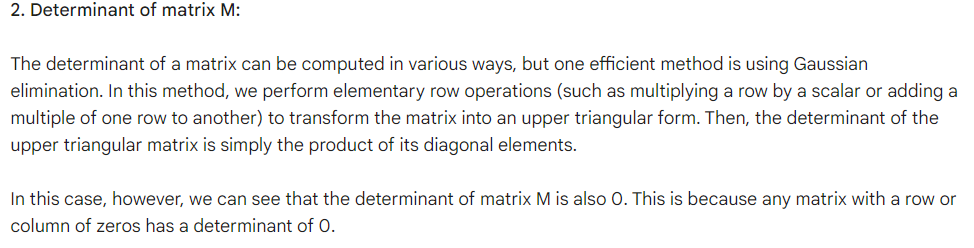 2. Determinant of matrix M:
The determinant of a matrix can be computed in various ways, but one efficient method is using Gaussian
elimination. In this method, we perform elementary row operations (such as multiplying a row by a scalar or adding a
multiple of one row to another) to transform the matrix into an upper triangular form. Then, the determinant of the
upper triangular matrix is simply the product of its diagonal elements.
In this case, however, we can see that the determinant of matrix M is also 0. This is because any matrix with a row or
column of zeros has a determinant of 0.